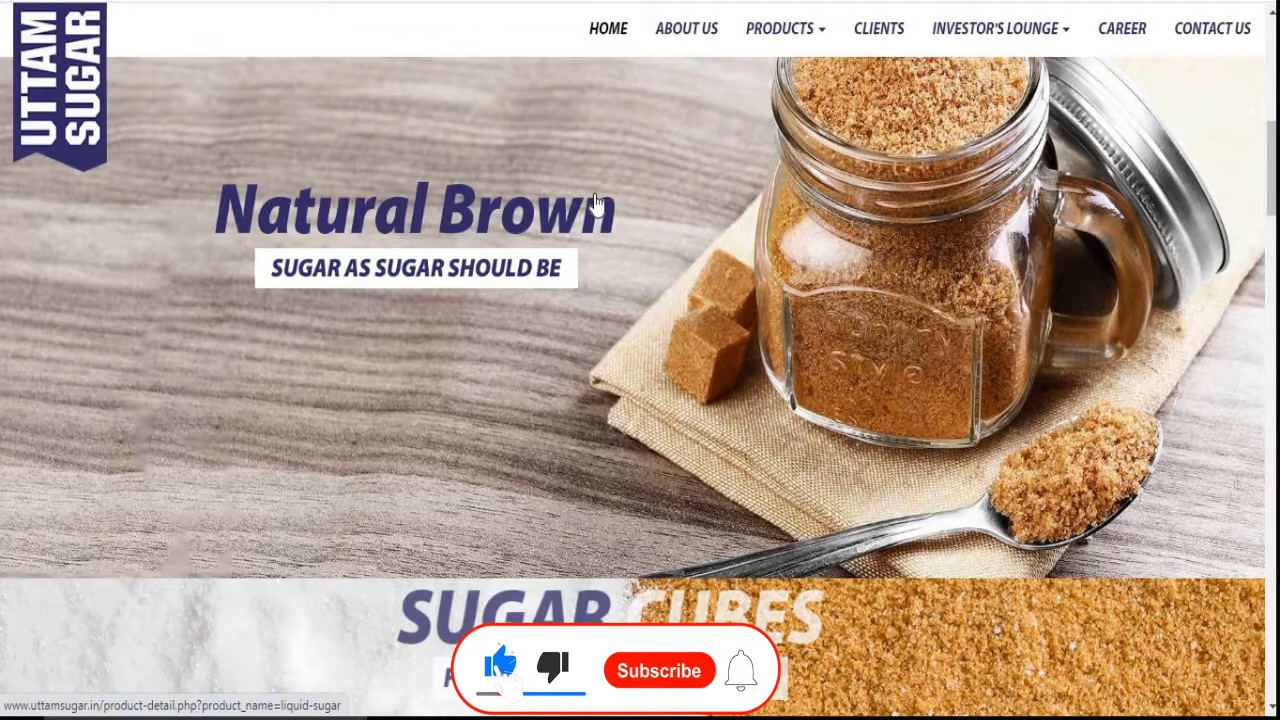 UTTAM
SUGAR
HOME
ABOUT US
PRODUCTS
CLIENTS
INVESTOR'S LOUNGE
CAREER
CONTACT US
Natural Brown
SUGAR AS SUGAR SHOULD BE
STYLE
SUGAR CUBES
Subscribe
www.uttamsugar.in/product-detail.php?product_name=liquid-sugar